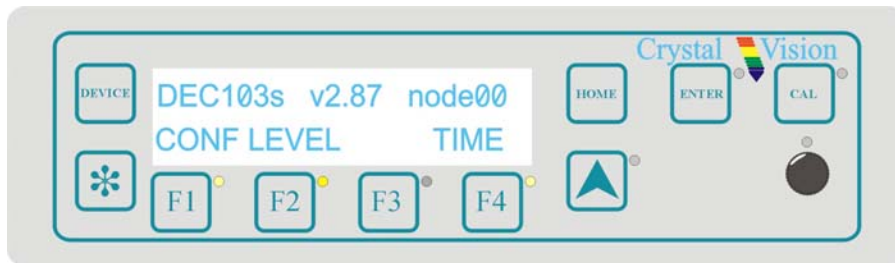 Crystal Vision
DEVICE
DEC103s v2.87 node00
CONF LEVEL TIME
HOME
ENTER
CAL
F1
F2
F3
F4